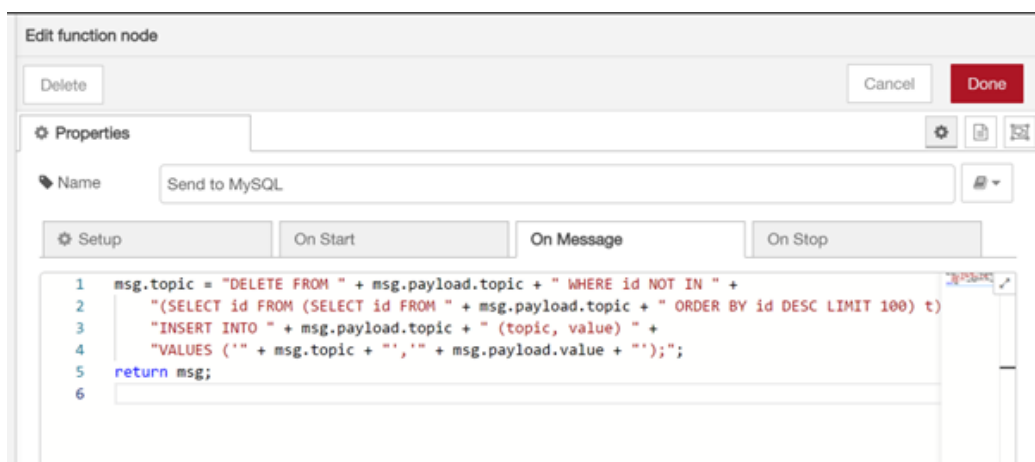 Edit function node
Delete Cancel Done
Properties
Name Send to MySQL
Setup On Start On Message On Stop
1 msg.topic = "DELETE FROM " + msg.payload.topic + " WHERE id NOT IN " +
2 "(SELECT id FROM (SELECT id FROM " + msg.payload.topic + " ORDER BY id DESC LIMIT 100) t)
3 "INSERT INTO " + msg.payload.topic + " (topic, value) " +
4 "VALUES ('" + msg.topic + "','" + msg.payload.value + "');";
5 return msg;
6